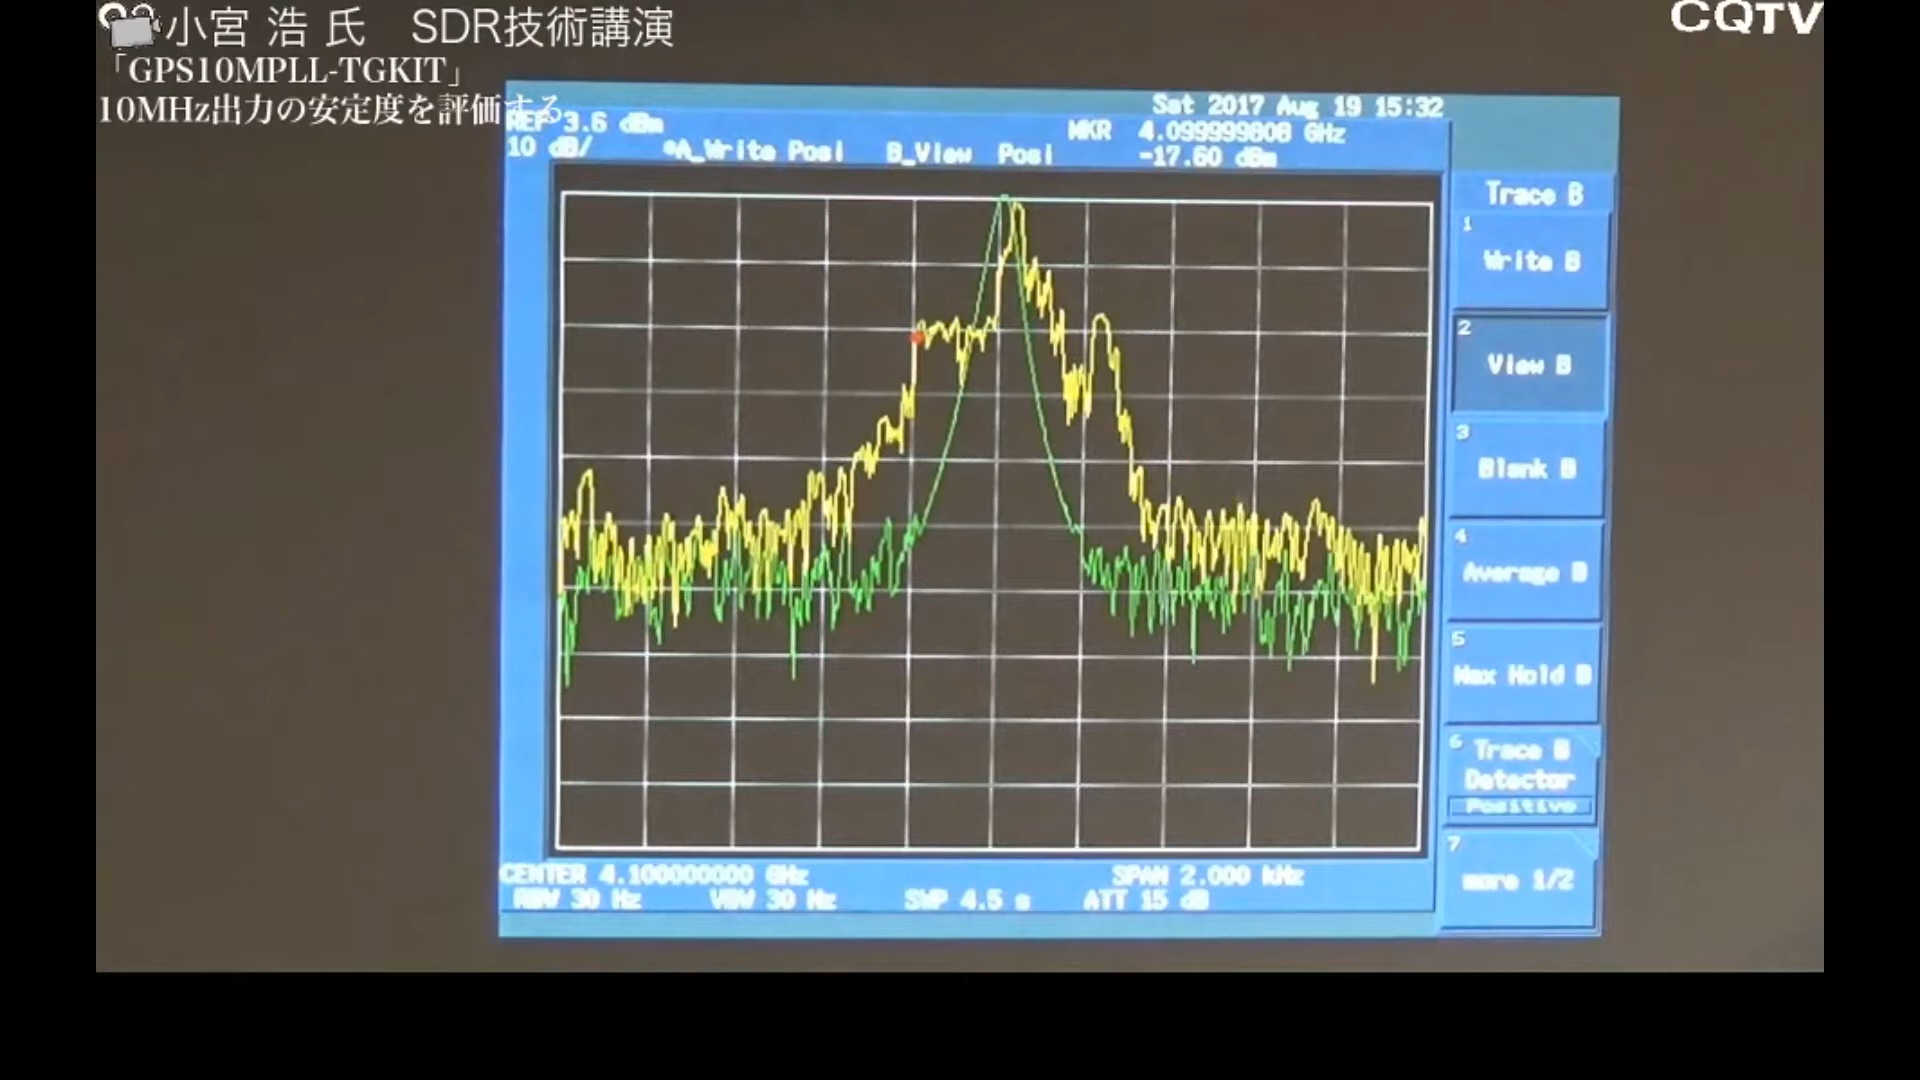 小宮 浩 氏 SDR技術講演
CQTV
「GPS10MPLL-TGKIT」
10MHz出力の安定度を評価する
Sat 2017 Aug 19 15:32
REF 3.6 dBm
MKR 4.099999808 GHz
10 dB/ *A_Write Posi B_View Posi -17.60 dBm
Trace B
1
Write B
2
View B
3
Blank B
4
Average B
5
Max Hold B
6
Trace B
Detector
Positive
7
more 1/2
CENTER 4.100000000 GHz SPAN 2.000 kHz
RBW 30 Hz VBW 30 Hz SWP 4.5 s ATT 15 dB